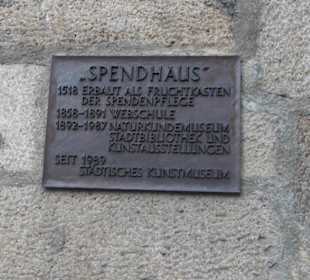 „SPENDHAUS“
1518 ERBAUT ALS FRUCHTKASTEN
DER SPENDENPFLEGE
1858-1891 WEBSCHULE
1892-1987 NATURKUNDEMUSEUM
STADTBIBLIOTHEK UND
KUNSTAUSSTELLUNGEN
SEIT 1989
STÄDTISCHES KUNSTMUSEUM